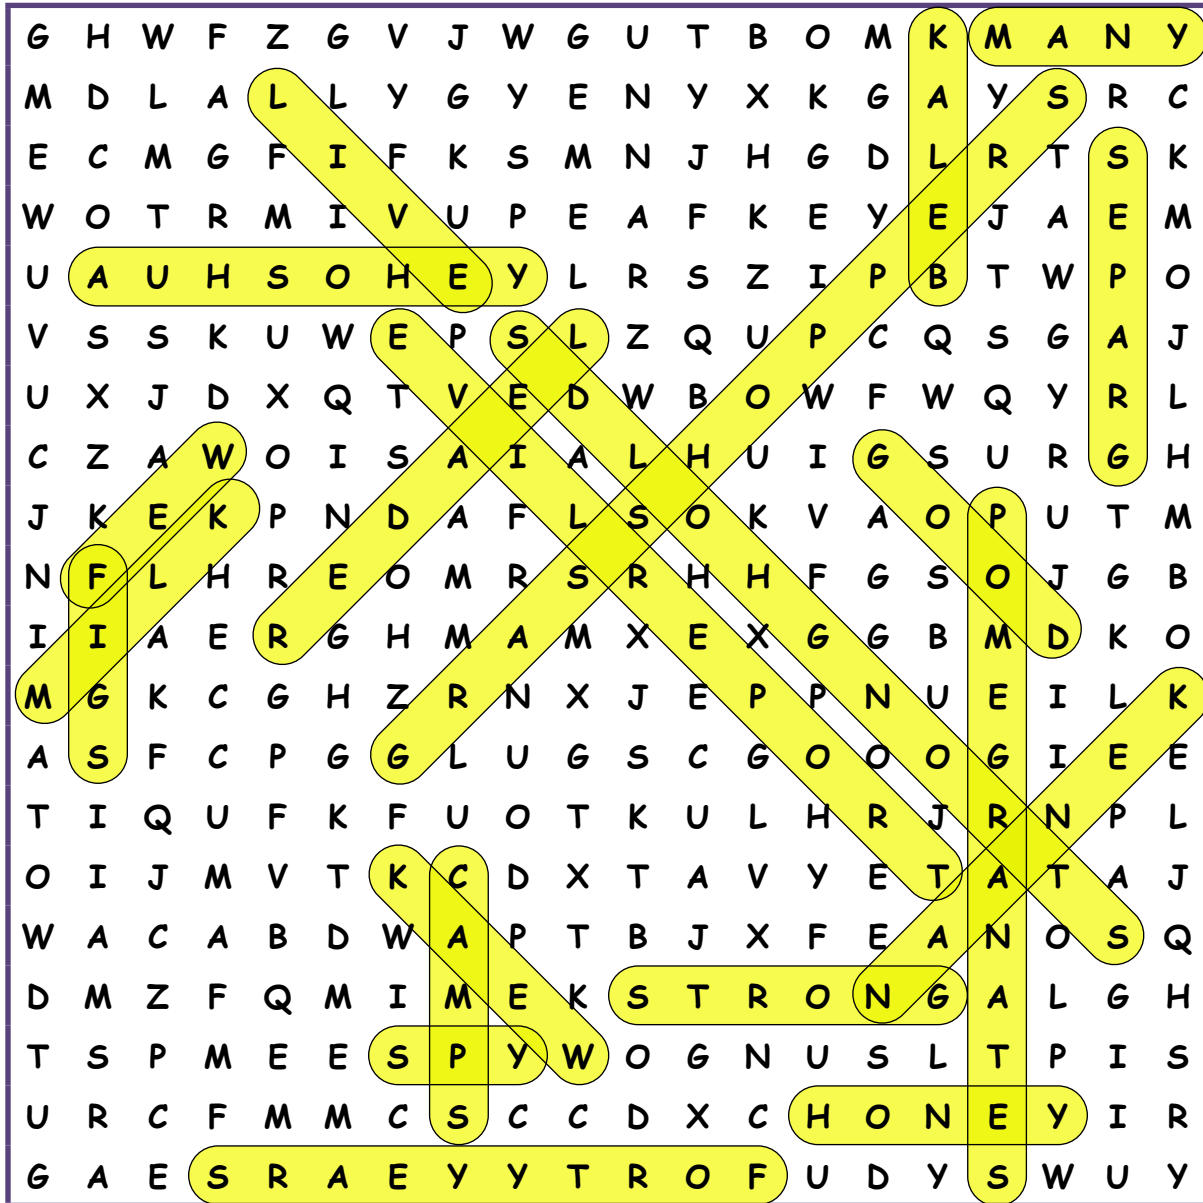 G H W F Z G V J W G U T B O M K M A N Y
M D L A L L Y G Y E N Y X K G A Y S R C
E C M G F I F K S M N J H G D L R T S K
W O T R M I V U P E A F K E Y E J A E M
U A U H S O H E Y L R S Z I P B T W P O
V S S K U W E P S L Z Q U P C Q S G A J
U X J D X Q T V E D W B O W F W Q Y R L
C Z A W O I S A I A L H U I G S U R G H
J K E K P N D A F L S O K V A O P U T M
N F L H R E O M R S R H H F G S O J G B
I I A E R G H M A M X E X G G B M D K O
M G K C G H Z R N X J E P P N U E I L K
A S F C P G G L U G S C G O O O G I E E
T I Q U F K F U O T K U L H R J R N P L
O I J M V T K C D X T A V Y E T A T A J
W A C A B D W A P T B J X F E A N O S Q
D M Z F Q M I M E K S T R O N G A L G H
T S P M E E S P Y W O G N U S L T P I S
U R C F M M C S C C D X C H O N E Y I R
G A E S R A E Y Y T R O F U D Y S W U Y